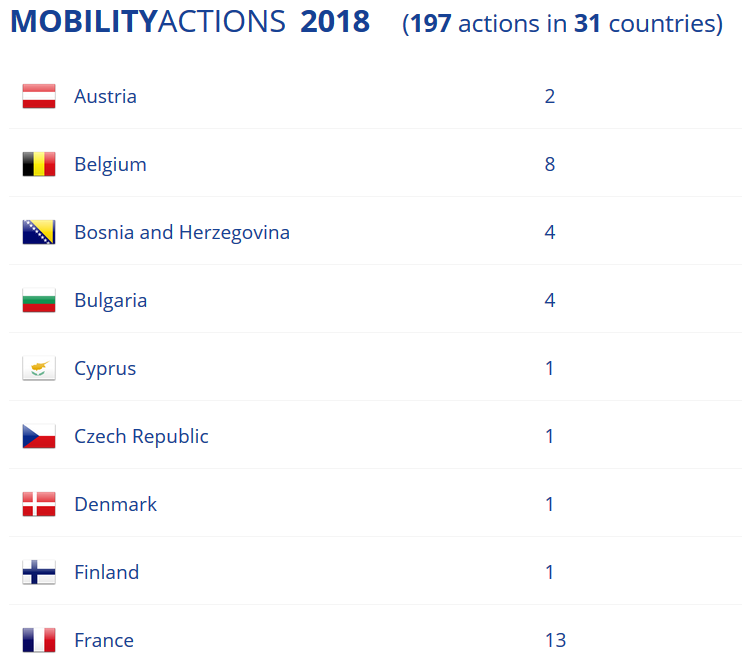 MOBILITYACTIONS 2018 (197 actions in 31 countries)
Austria 2
Belgium 8
Bosnia and Herzegovina 4
Bulgaria 4
Cyprus 1
Czech Republic 1
Denmark 1
Finland 1
France 13